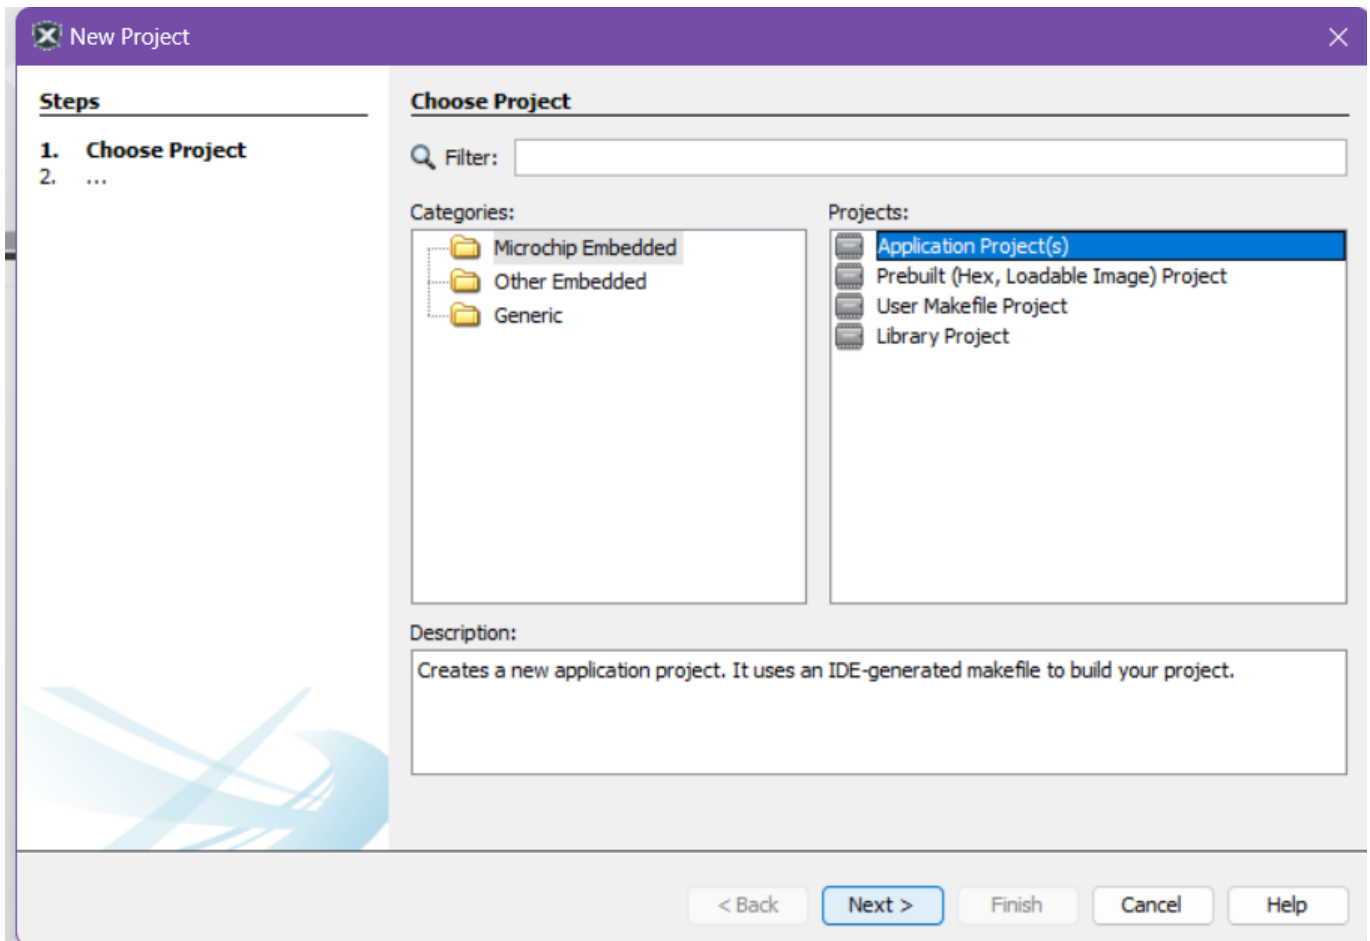 New Project
Steps
1. Choose Project
2. ...
Choose Project
Filter:
Categories:
Microchip Embedded
Other Embedded
Generic
Projects:
Application Project(s)
Prebuilt (Hex, Loadable Image) Project
User Makefile Project
Library Project
Description:
Creates a new application project. It uses an IDE-generated makefile to build your project.
< Back Next > Finish Cancel Help